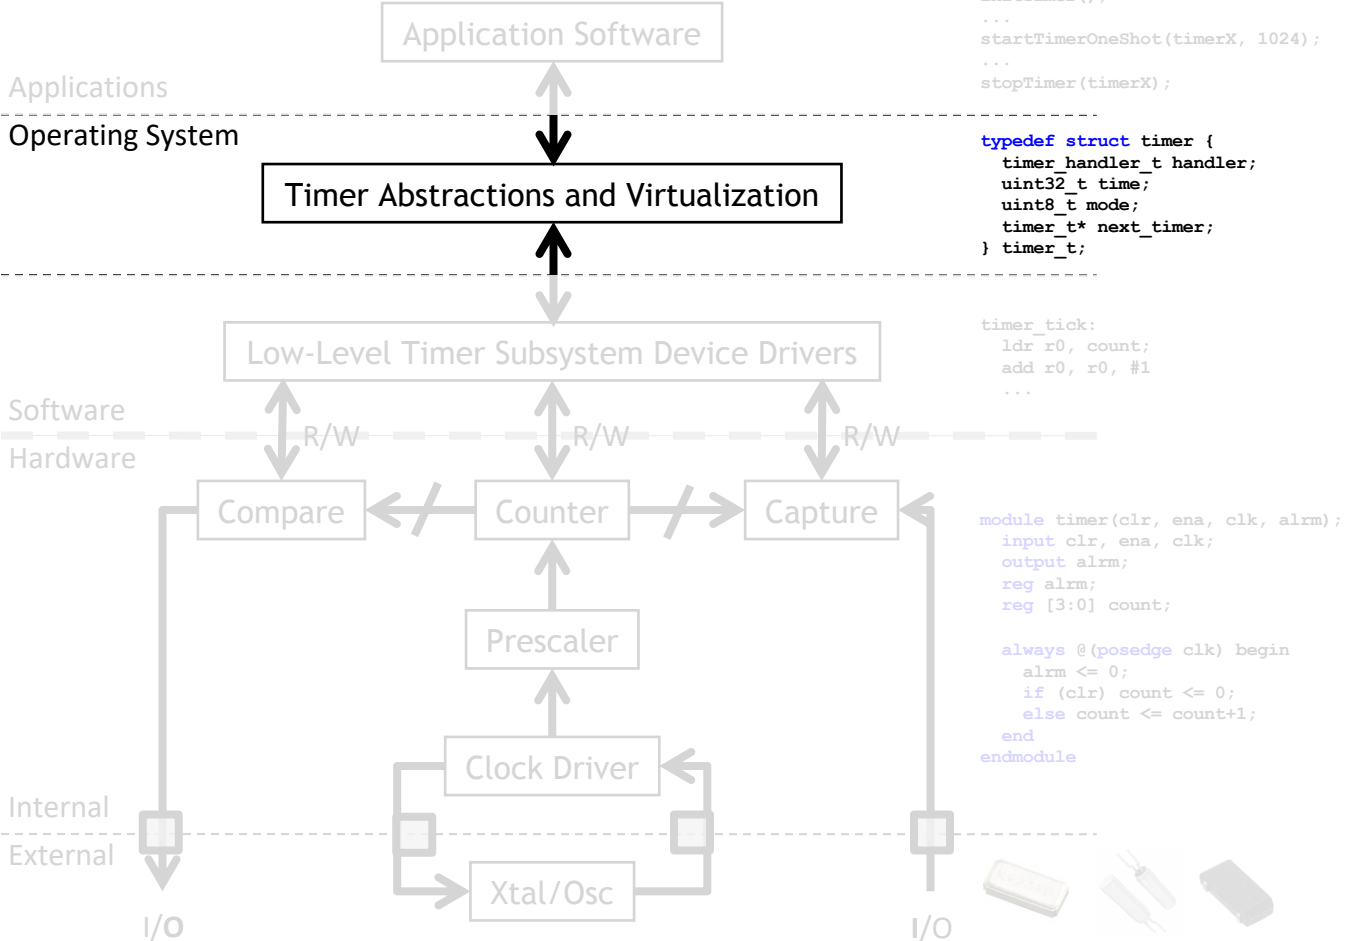 initTimer();
...
startTimerOneShot(timerX, 1024);
...
stopTimer(timerX);
Application Software
Applications
Operating System
typedef struct timer {
timer_handler_t handler;
uint32_t time;
uint8_t mode;
timer_t* next_timer;
} timer_t;
Timer Abstractions and Virtualization
timer_tick:
ldr r0, count;
add r0, r0, #1
...
Low-Level Timer Subsystem Device Drivers
Software
R/W
R/W
R/W
Hardware
Compare
Counter
Capture
module timer(clr, ena, clk, alrm);
input clr, ena, clk;
output alrm;
reg alrm;
reg [3:0] count;
always @(posedge clk) begin
alrm <= 0;
if (clr) count <= 0;
else count <= count+1;
end
endmodule
Prescaler
Clock Driver
Internal
External
Xtal/Osc
I/O
I/O